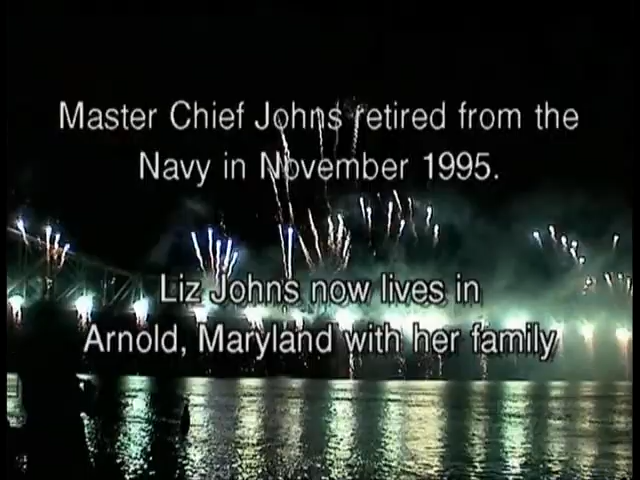 Master Chief Johns retired from the
Navy in November 1995.
Liz Johns now lives in
Arnold, Maryland with her family